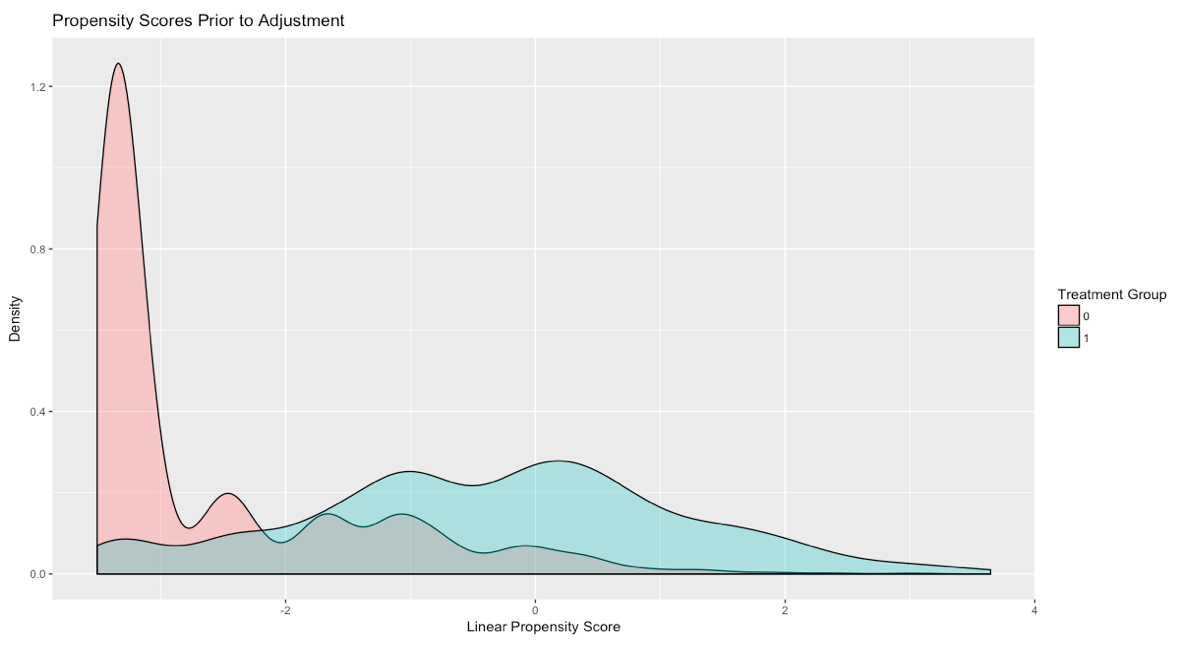 Propensity Scores Prior to Adjustment
1.2
0.8
0.4
0.0
Density
-2 0 2 4
Linear Propensity Score
Treatment Group
0
1